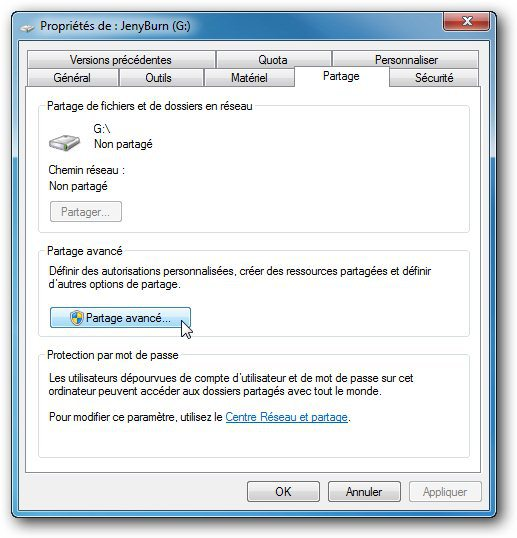 Propriétés de : JenyBurn (G:)
Versions précédentes Quota Personnaliser
Général Outils Matériel Partage Sécurité
Partage de fichiers et de dossiers en réseau
G:\
Non partagé
Chemin réseau :
Non partagé
Partager...
Partage avancé
Définir des autorisations personnalisées, créer des ressources partagées et définir
d'autres options de partage.
Partage avancé...
Protection par mot de passe
Les utilisateurs dépourvues de compte d'utilisateur et de mot de passe sur cet
ordinateur peuvent accéder aux dossiers partagés avec tout le monde.
Pour modifier ce paramètre, utilisez le Centre Réseau et partage.
OK Annuler Appliquer